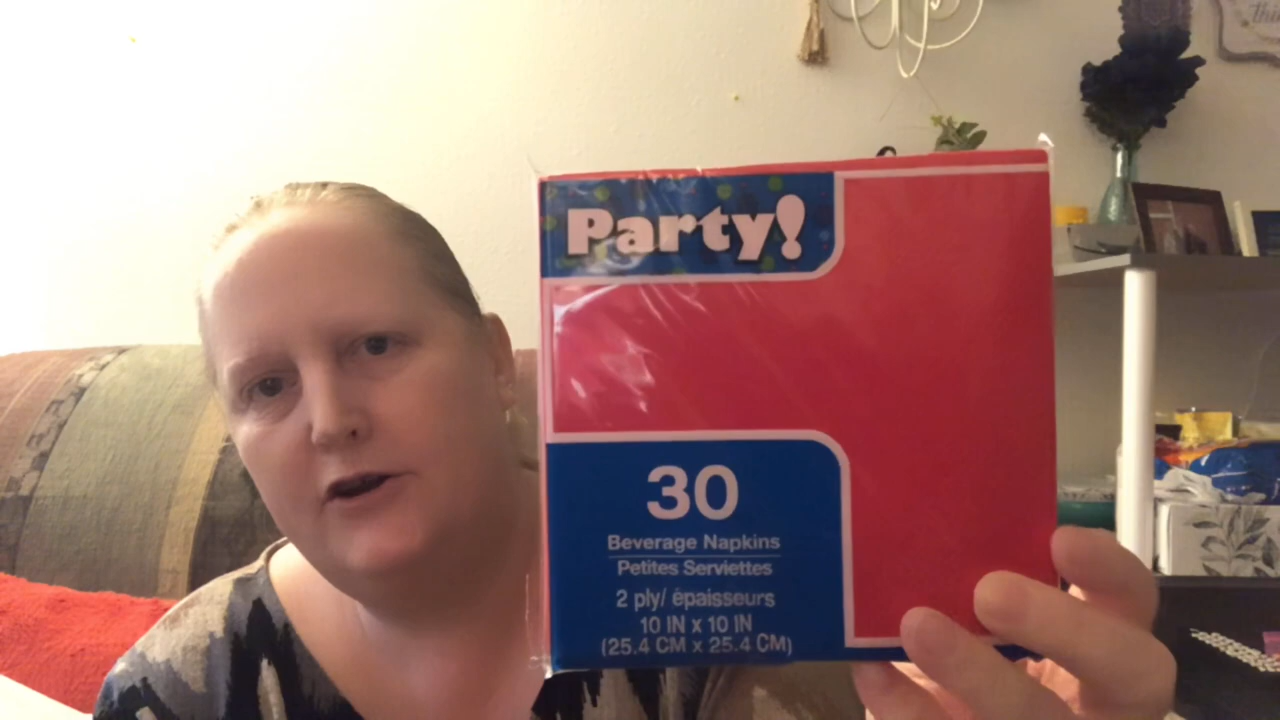 Party!
30
Beverage Napkins
Petites Serviettes
2 ply/ épaisseurs
10 IN x 10 IN
(25.4 CM x 25.4 CM)